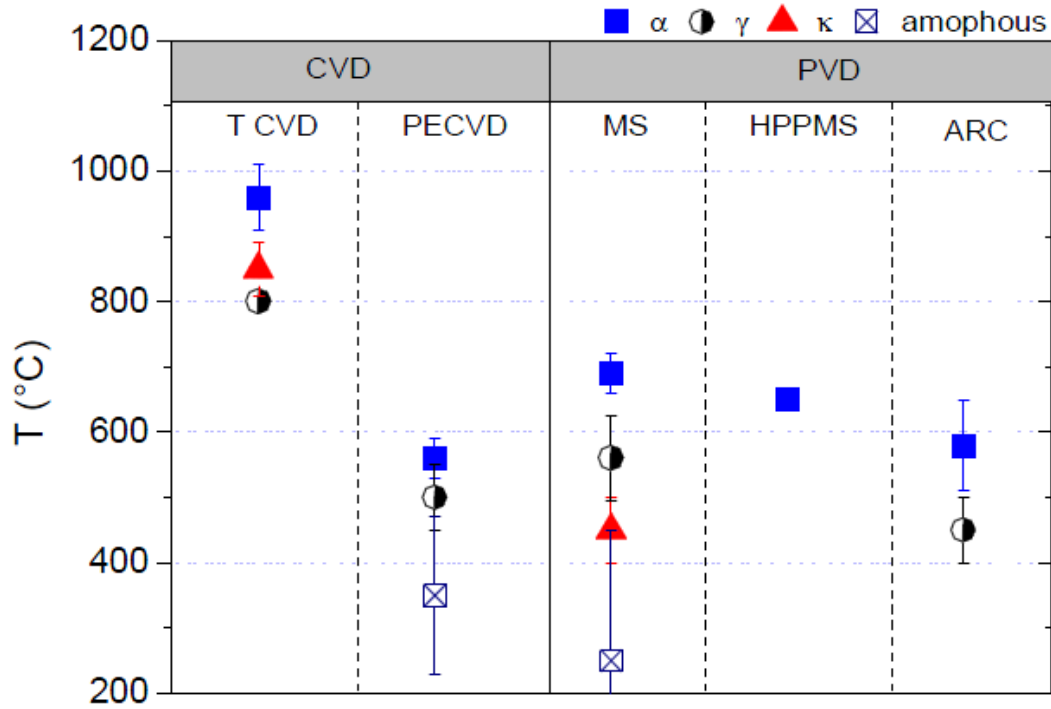 α γ κ amophous
1200
CVD PVD
T CVD PECVD MS HPPMS ARC
1000
800
600
400
200
T (°C)